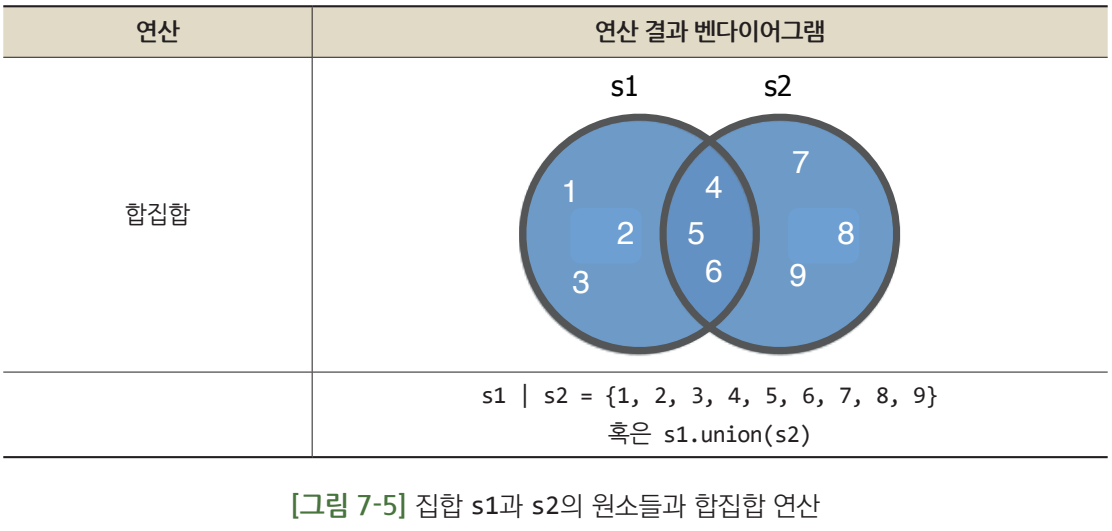 연산
연산 결과 벤다이어그램
합집합
s1 s2
1
2
3
4
5
6
7
8
9
s1 | s2 = {1, 2, 3, 4, 5, 6, 7, 8, 9}
혹은 s1.union(s2)
[그림 7-5] 집합 s1과 s2의 원소들과 합집합 연산